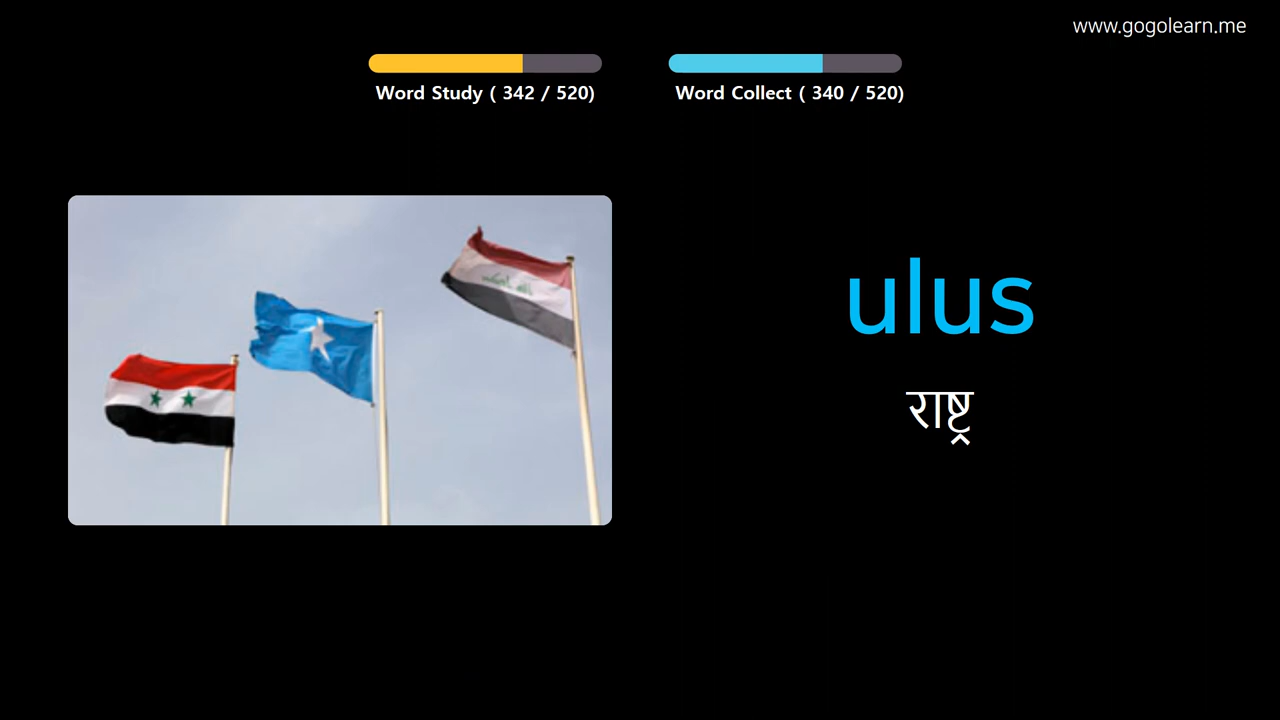 www.gogolearn.me
Word Study ( 342 / 520)
Word Collect ( 340 / 520)
ulus
राष्ट्र